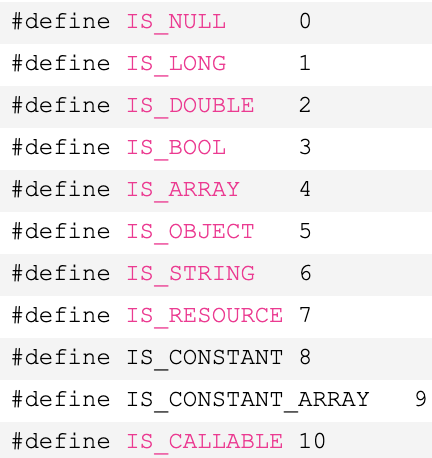 #define IS_NULL 0
#define IS_LONG 1
#define IS_DOUBLE 2
#define IS_BOOL 3
#define IS_ARRAY 4
#define IS_OBJECT 5
#define IS_STRING 6
#define IS_RESOURCE 7
#define IS_CONSTANT 8
#define IS_CONSTANT_ARRAY 9
#define IS_CALLABLE 10